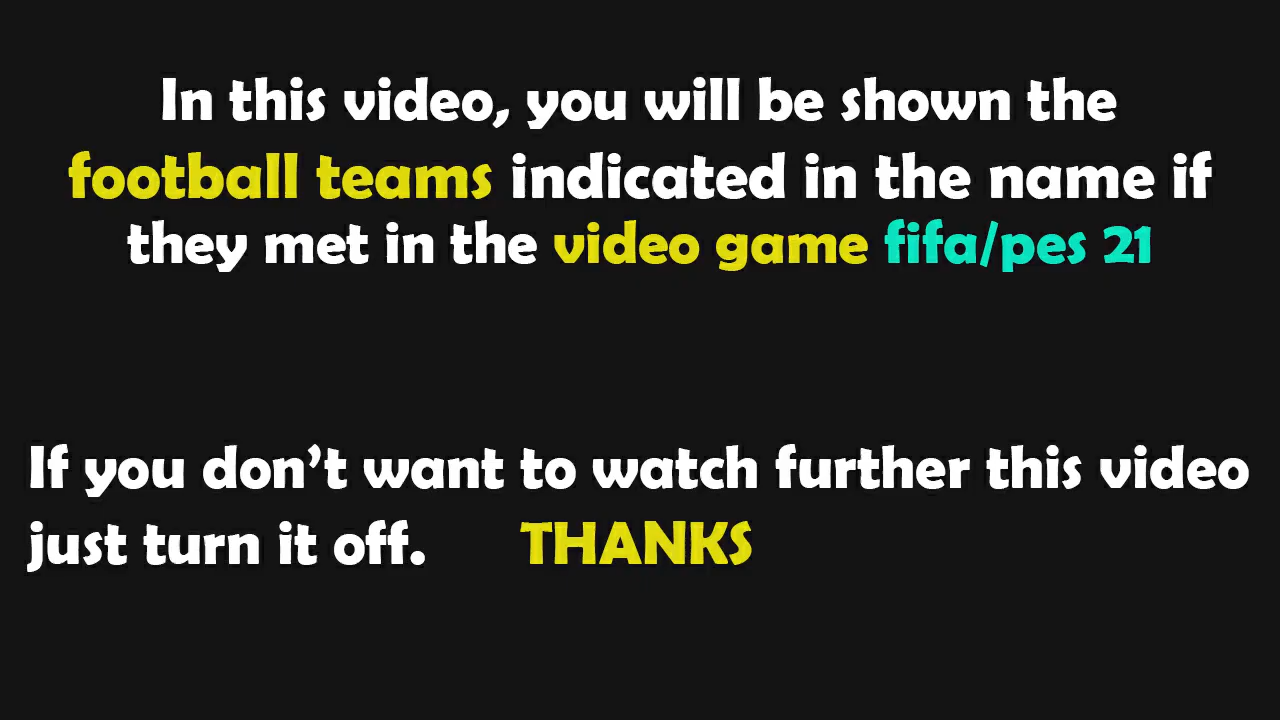 In this video, you will be shown the
football teams indicated in the name if
they met in the video game fifa/pes 21
If you don't want to watch further this video
just turn it off. THANKS